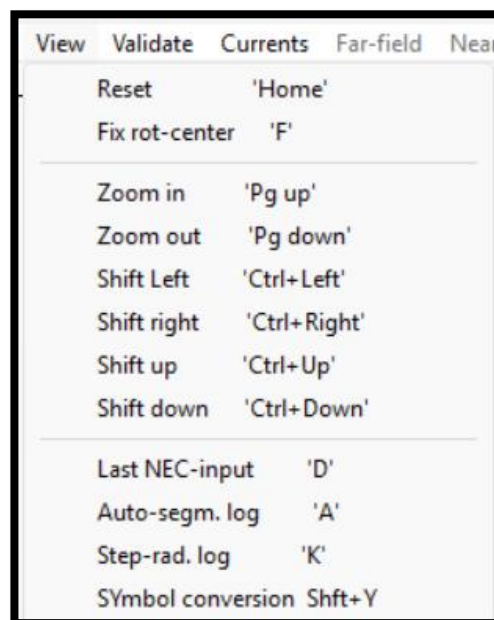 View Validate Currents Far-field Near
Reset 'Home'
Fix rot-center 'F'
Zoom in 'Pg up'
Zoom out 'Pg down'
Shift Left 'Ctrl+Left'
Shift right 'Ctrl+Right'
Shift up 'Ctrl+Up'
Shift down 'Ctrl+Down'
Last NEC-input 'D'
Auto-segm. log 'A'
Step-rad. log 'K'
SYmbol conversion Shft+Y